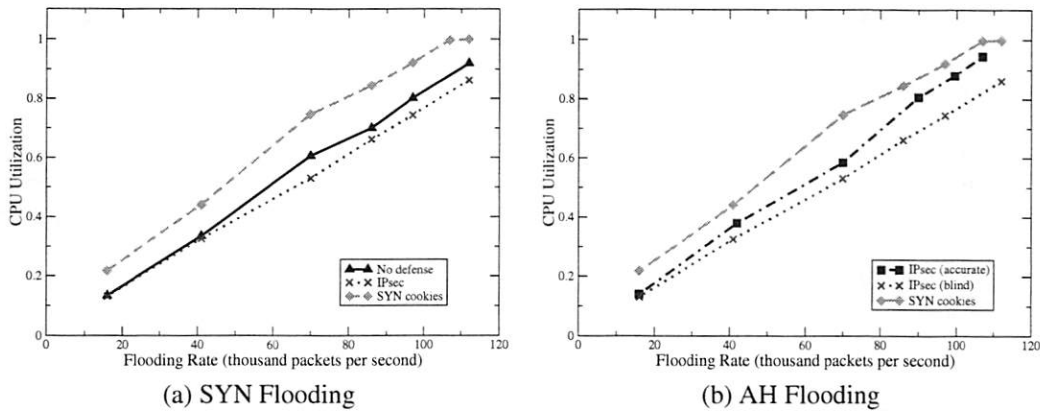 CPU Utilization
1
0.8
0.6
0.4
0.2
0
0
20
40
60
80
100
120
Flooding Rate (thousand packets per second)
No defense
IPsec
SYN cookies
(a) SYN Flooding
CPU Utilization
1
0.8
0.6
0.4
0.2
0
0
20
40
60
80
100
120
Flooding Rate (thousand packets per second)
IPsec (accurate)
IPsec (blind)
SYN cookies
(b) AH Flooding